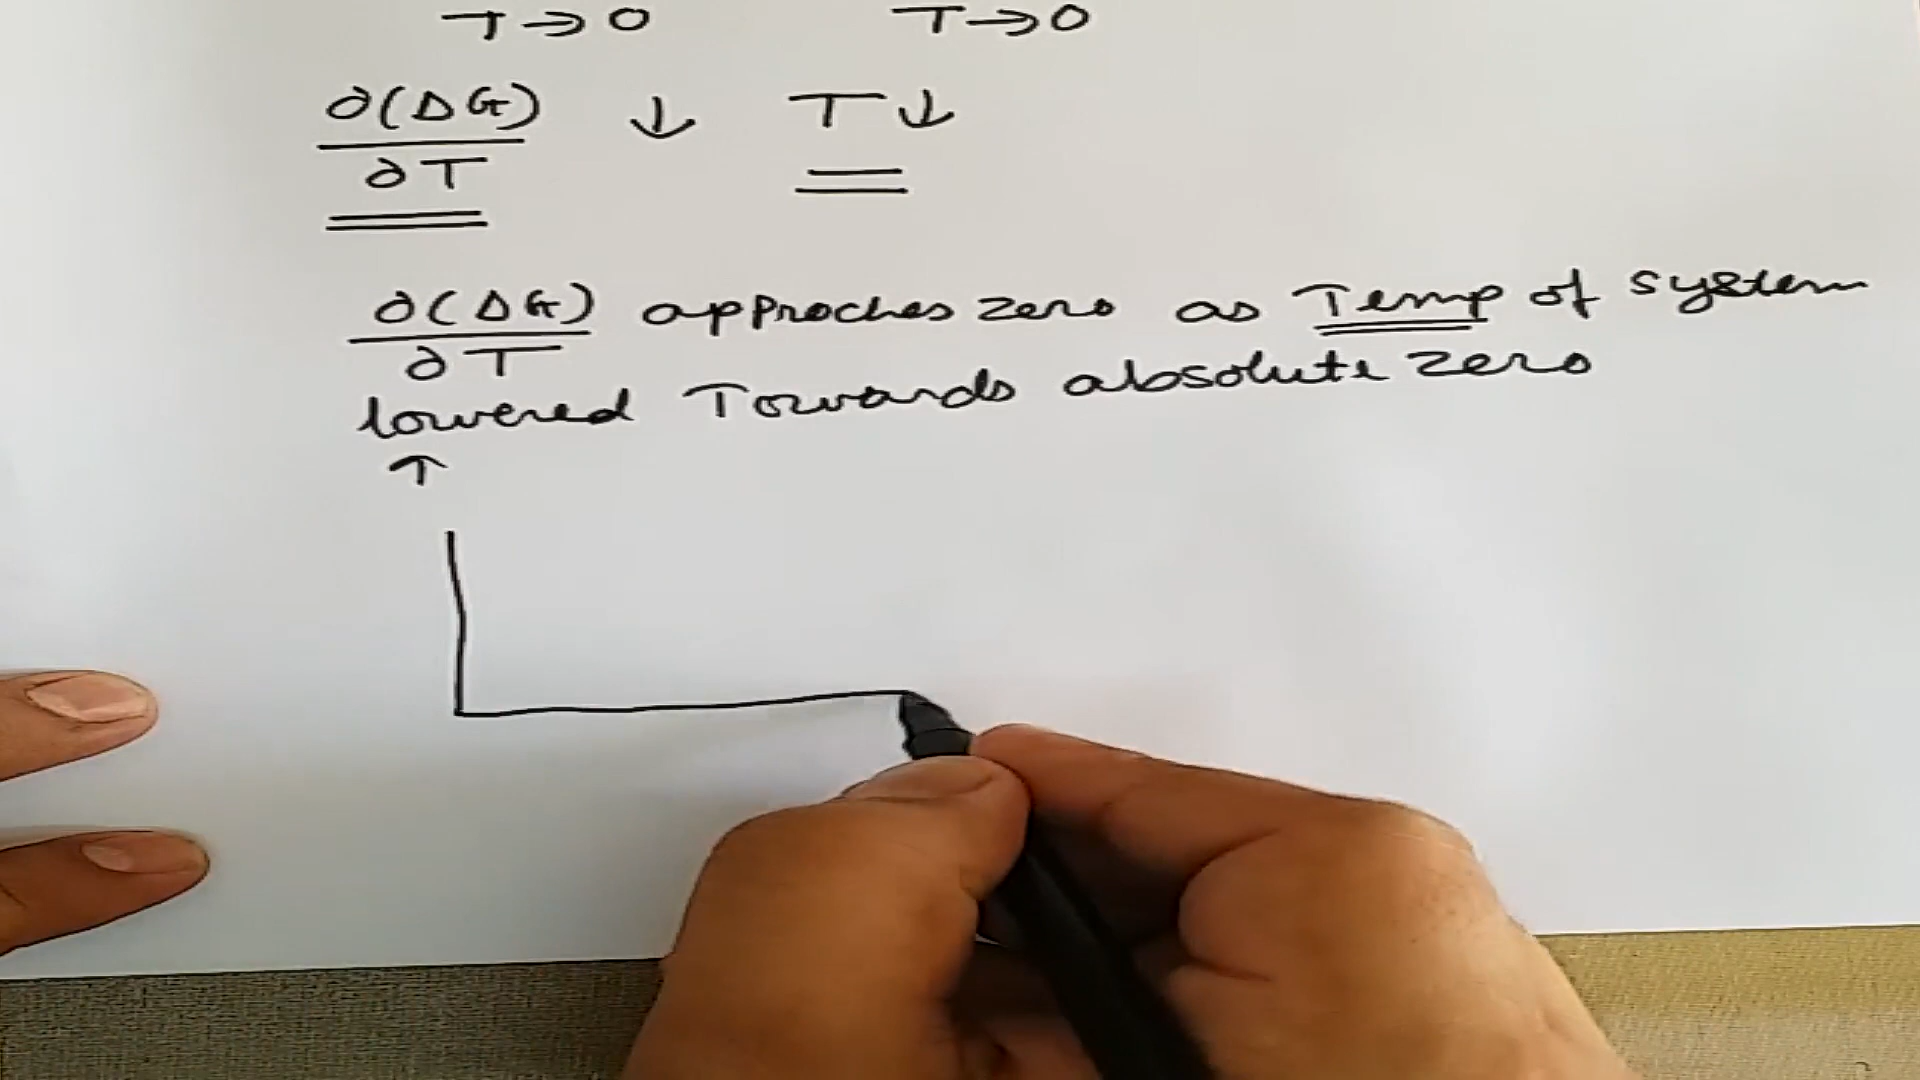 T→0 T→0
∂(ΔG) ↓ T↓
∂T
∂(ΔG) approches zero as Temp of system
∂T
lowered Towards absolute zero
↑